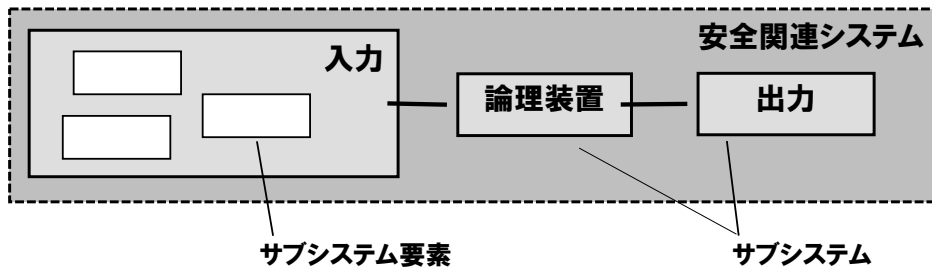 安全関連システム
入力
論理装置
出力
サブシステム要素
サブシステム